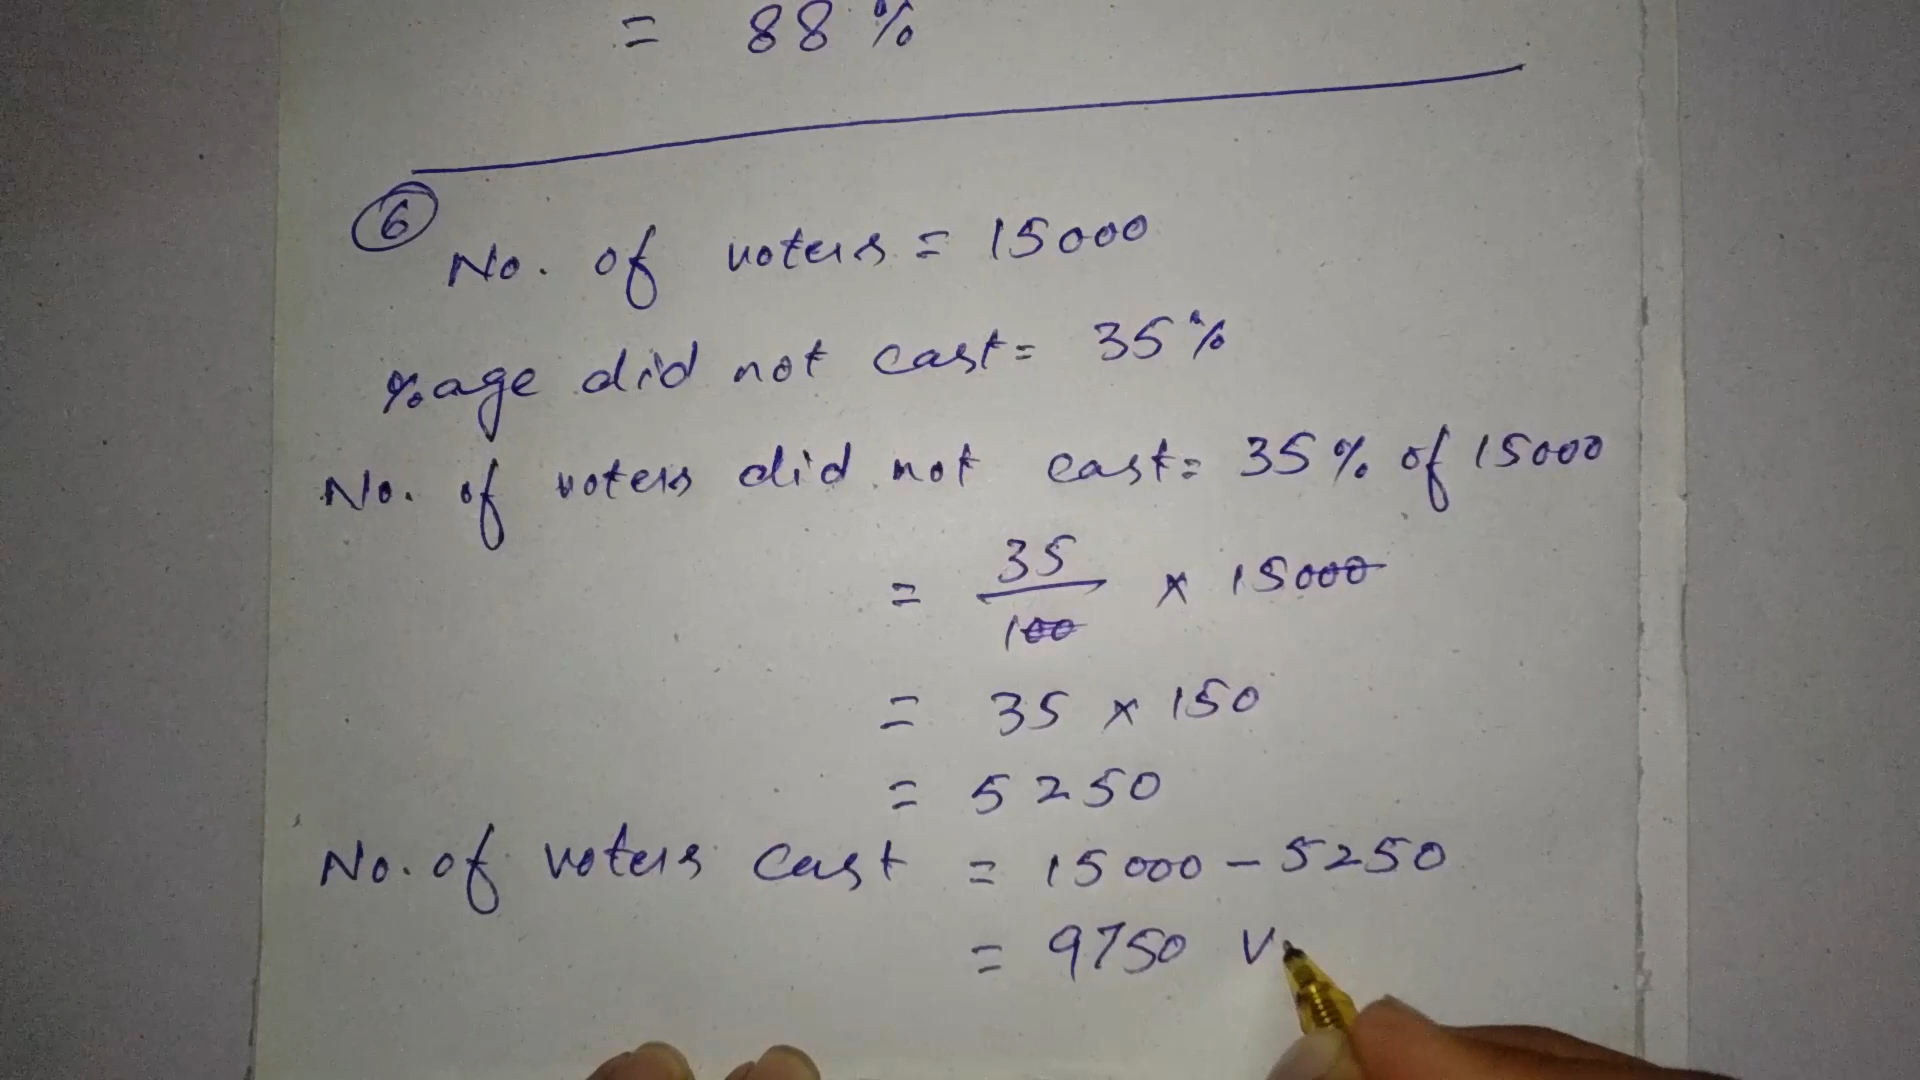 = 88%
6
No. of voters = 15000
%age did not cast = 35%
No. of voters did not cast = 35% of 15000
= 35/100 × 15000
= 35 × 150
= 5250
No. of voters cast = 15000 - 5250
= 9750 V